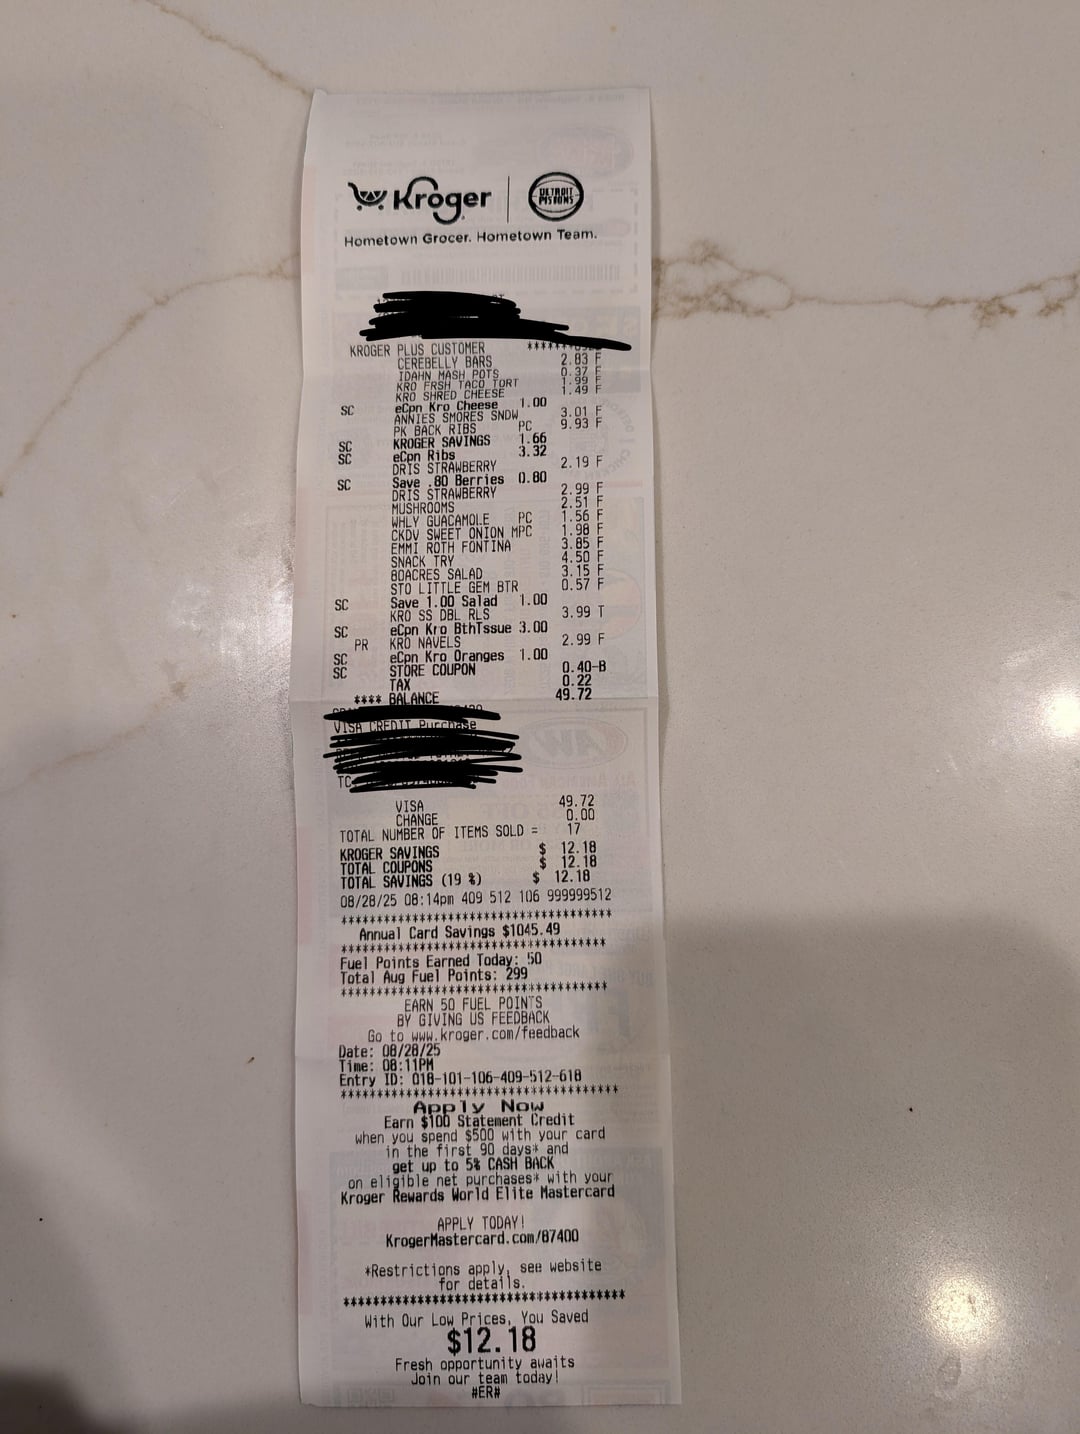 Kroger
DETROIT PISTONS
Hometown Grocer. Hometown Team.
KROGER PLUS CUSTOMER
CEREBELLY BARS 2.83 F
IDAHN MASH POTS 0.37 F
KRO FRSH TACO TORT 1.99 F
KRO SHRED CHEESE 1.49 F
SC eCpn Kro Cheese 1.00
ANNIES SMORES SNDW 3.01 F
PK BACK RIBS PC 9.93 F
SC KROGER SAVINGS 1.66
SC eCpn Ribs 3.32
DRIS STRAWBERRY 2.19 F
SC Save .80 Berries 0.80
DRIS STRAWBERRY 2.99 F
MUSHROOMS 2.51 F
WHLY GUACAMOLE PC 1.56 F
CKDV SWEET ONION MPC 1.98 F
EMMI ROTH FONTINA 3.85 F
SNACK TRY 4.50 F
80ACRES SALAD 3.15 F
STO LITTLE GEM BTR 0.57 F
SC Save 1.00 Salad 1.00
KRO SS DBL RLS 3.99 T
SC eCpn Kro BthTssue 3.00
PR KRO NAVELS 2.99 F
SC eCpn Kro Oranges 1.00
SC STORE COUPON 0.40-B
TAX 0.22
**** BALANCE 49.72
VISA CREDIT Purchase
TC
VISA 49.72
CHANGE 0.00
TOTAL NUMBER OF ITEMS SOLD = 17
KROGER SAVINGS $ 12.18
TOTAL COUPONS $ 12.18
TOTAL SAVINGS (19 %) $ 12.18
08/28/25 08:14pm 409 512 106 999999512
************************************
Annual Card Savings $1045.49
************************************
Fuel Points Earned Today: 50
Total Aug Fuel Points: 299
************************************
EARN 50 FUEL POINTS
BY GIVING US FEEDBACK
Go to www.kroger.com/feedback
Date: 08/28/25
Time: 08:11PM
Entry ID: 018-101-106-409-512-618
************************************
Apply Now
Earn $100 Statement Credit
when you spend $500 with your card
in the first 90 days* and
get up to 5% CASH BACK
on eligible net purchases* with your
Kroger Rewards World Elite Mastercard
APPLY TODAY!
KrogerMastercard.com/87400
*Restrictions apply, see website
for details.
************************************
With Our Low Prices, You Saved
$12.18
Fresh opportunity awaits
Join our team today!
#ER#